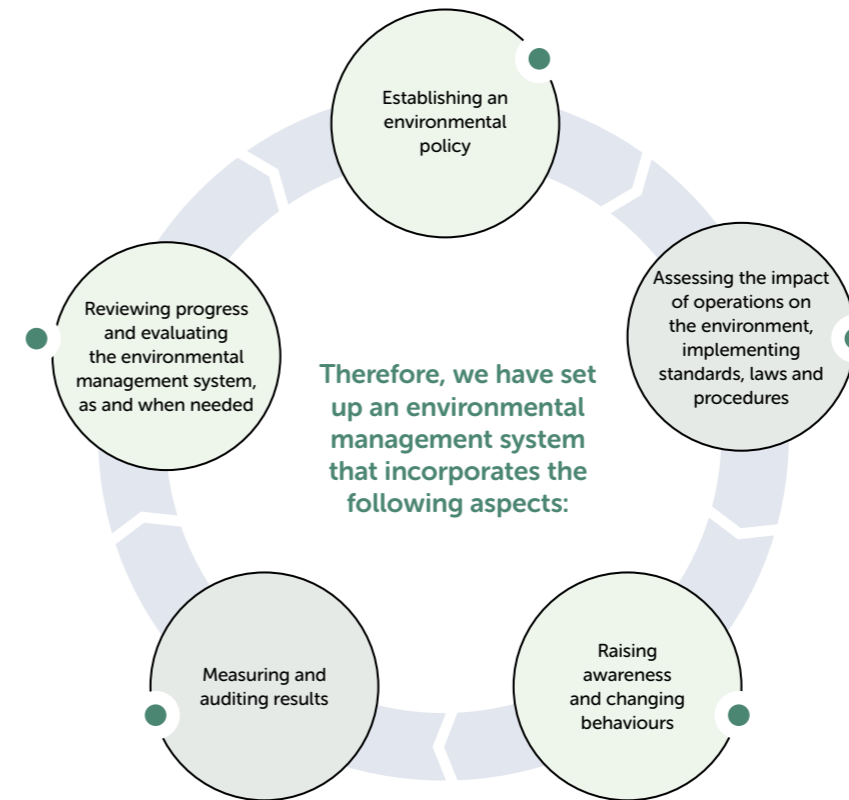 Establishing an
environmental
policy
Assessing the impact
of operations on
the environment,
implementing
standards, laws and
procedures
Raising
awareness
and changing
behaviours
Measuring and
auditing results
Reviewing progress
and evaluating
the environmental
management system,
as and when needed
Therefore, we have set
up an environmental
management system
that incorporates the
following aspects: